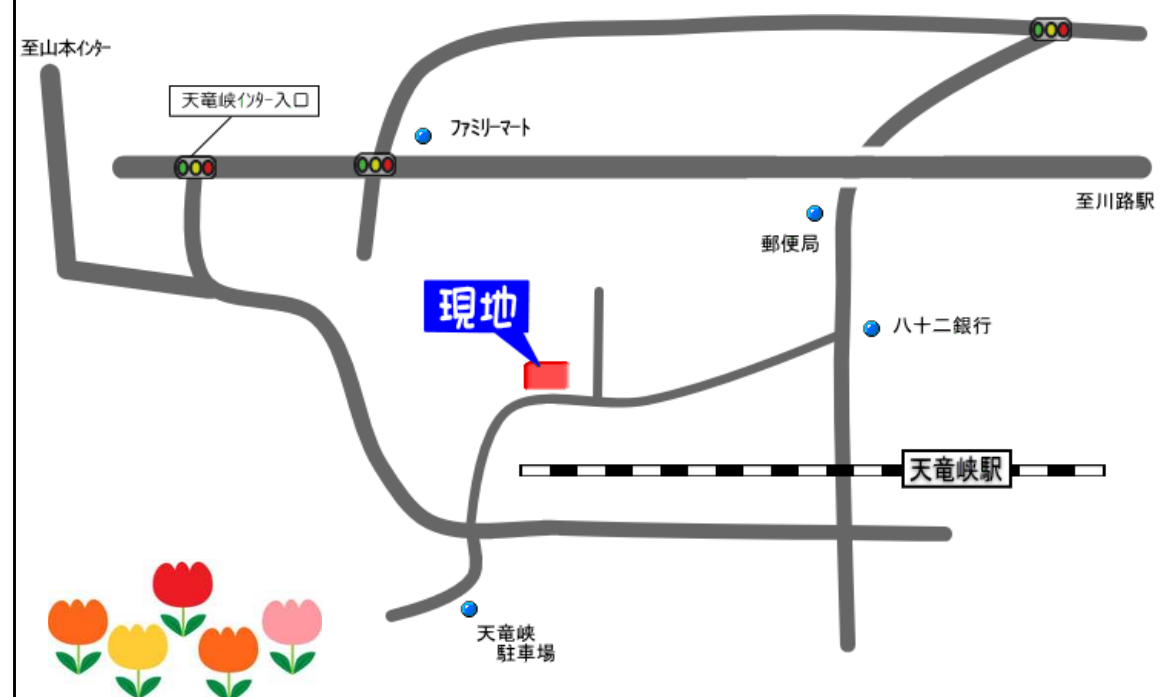 至山本インター
天竜峡インター入口
ファミリーマート
至川路駅
郵便局
現地
八十二銀行
天竜峡駅
天竜峡
駐車場